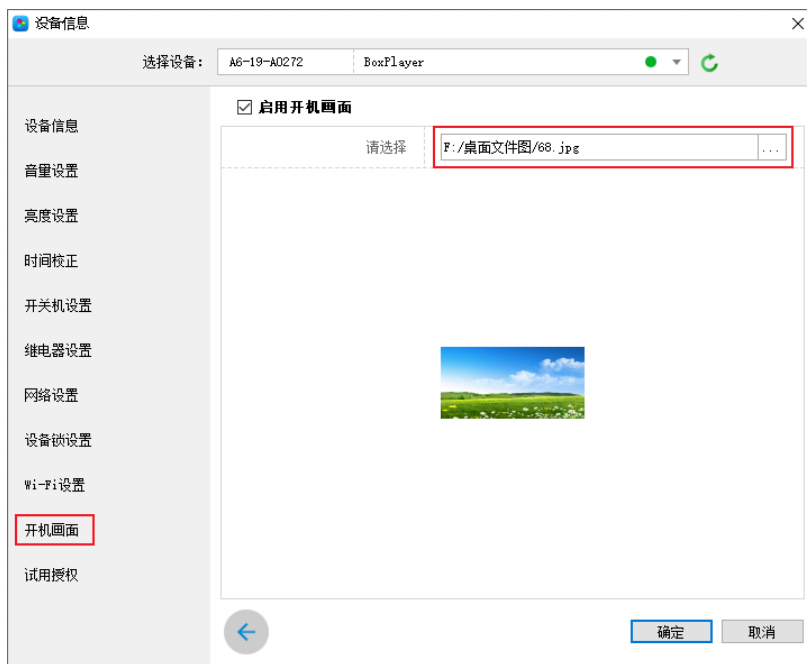 设备信息
选择设备： A6-19-A0272 BoxPlayer
设备信息
音量设置
亮度设置
时间校正
开关机设置
继电器设置
网络设置
设备锁设置
Wi-Fi设置
开机画面
试用授权
启用开机画面
请选择 F:/桌面文件图/68.jpg ...
确定 取消